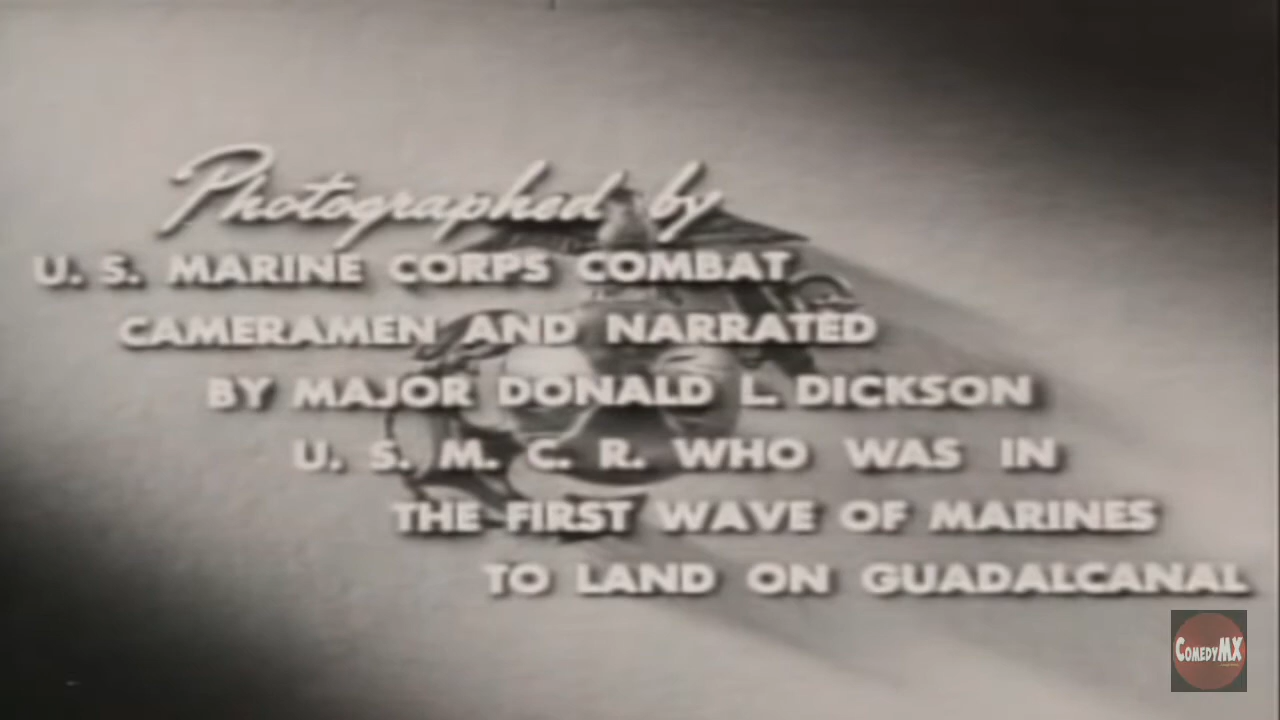 Photographed by
U. S. MARINE CORPS COMBAT
CAMERAMEN AND NARRATED
BY MAJOR DONALD L. DICKSON
U. S. M. C. R. WHO WAS IN
THE FIRST WAVE OF MARINES
TO LAND ON GUADALCANAL
COMEDYMX